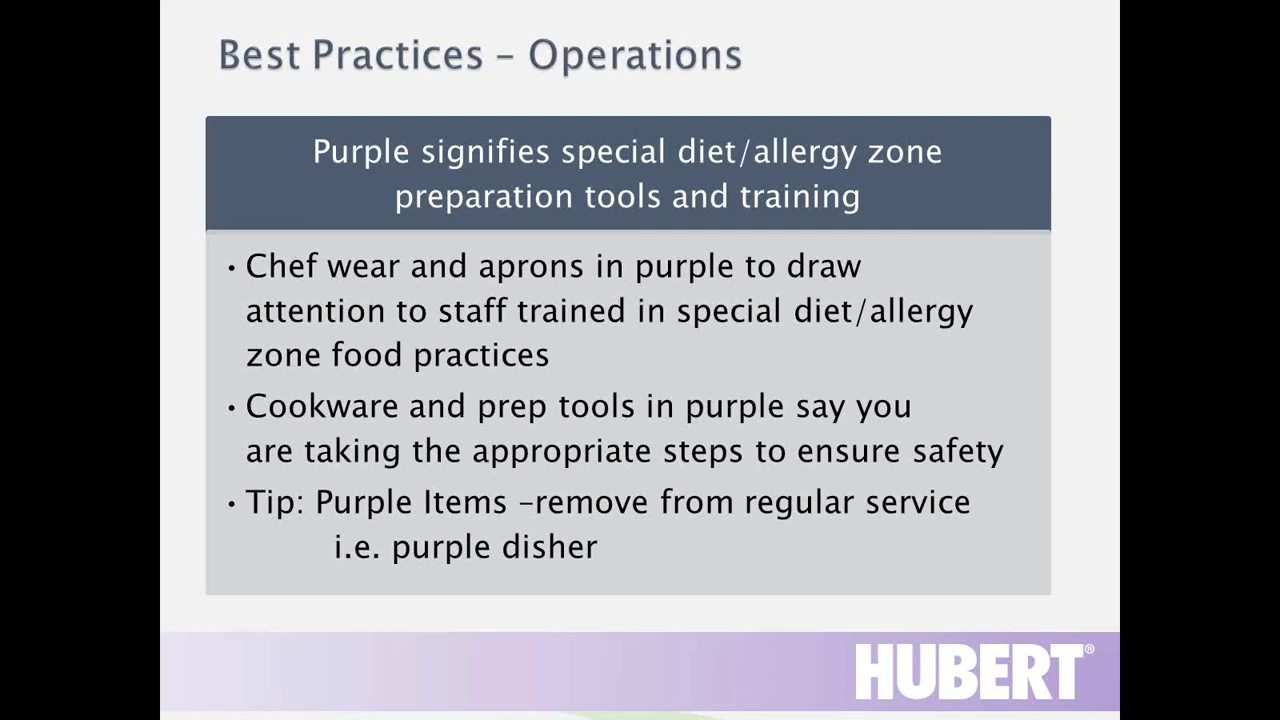 Best Practices – Operations
Purple signifies special diet/allergy zone
preparation tools and training
• Chef wear and aprons in purple to draw
attention to staff trained in special diet/allergy
zone food practices
• Cookware and prep tools in purple say you
are taking the appropriate steps to ensure safety
• Tip: Purple Items –remove from regular service
i.e. purple disher
HUBERT®